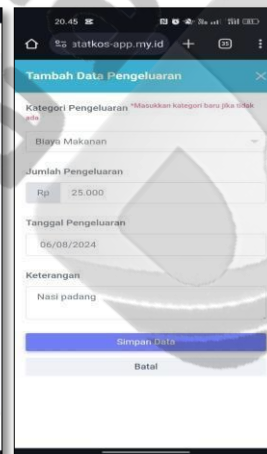 20.45
statkos-app.my.id
Tambah Data Pengeluaran
Kategori Pengeluaran *Masukkan kategori baru jika tidak
ada
Biaya Makanan
Jumlah Pengeluaran
Rp 25.000
Tanggal Pengeluaran
06/08/2024
Keterangan
Nasi padang
Simpan Data
Batal